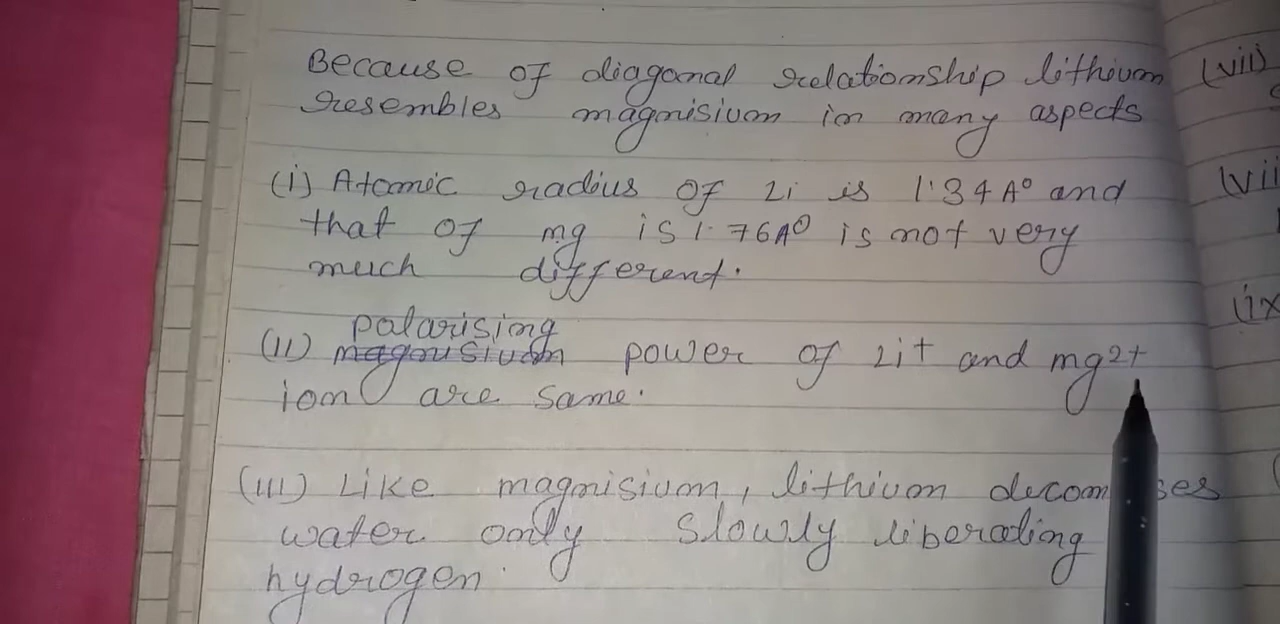 Because of diagonal relationship lithium
resembles magnisium in many aspects
(i) Atomic radius of Li is 1.34 A° and
that of mg is 1.76A° is not very
much different.
polarising
(ii) magnisium power of Li+ and mg2+
ion are same.
(iii) Like magnisium, lithium decom ses
water only slowly liberating
hydrogen.
(vii)
(vii
(ix